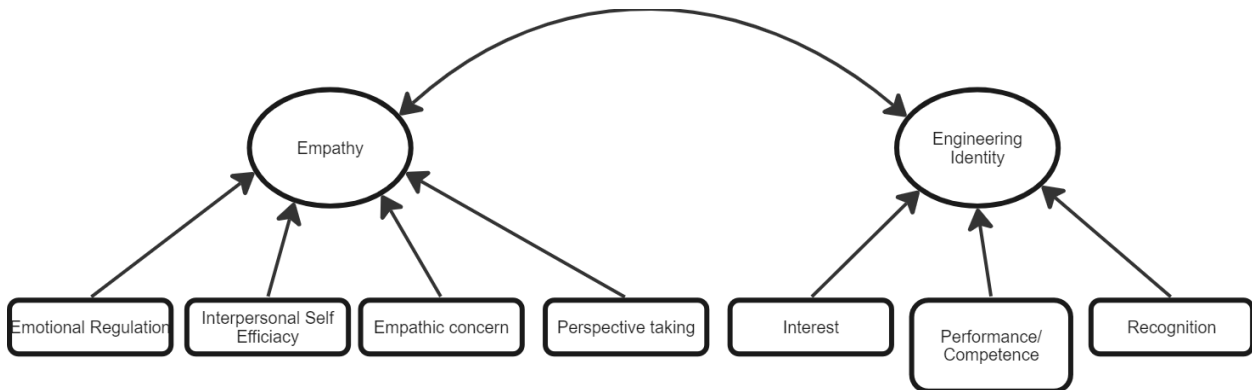 Empathy
Engineering
Identity
Emotional Regulation
Interpersonal Self
Efficiacy
Empathic concern
Perspective taking
Interest
Performance/
Competence
Recognition